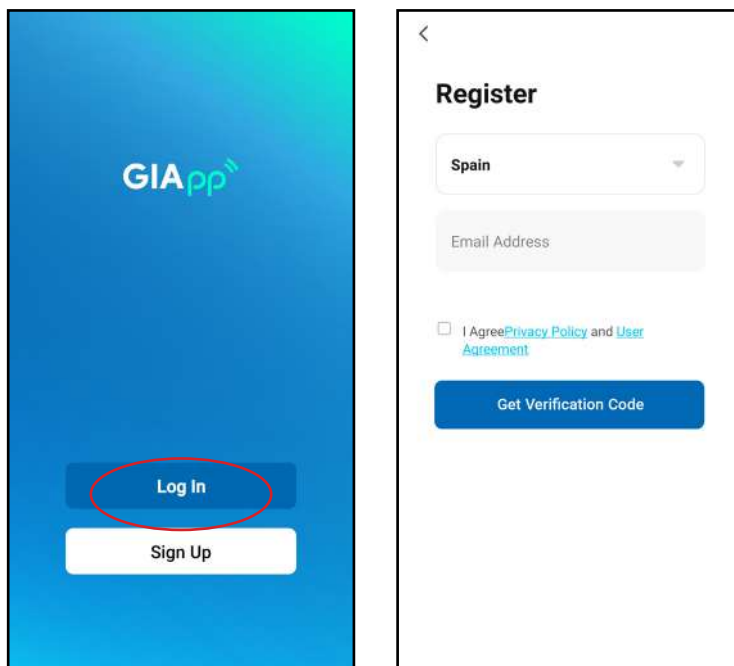 GIApp
Log In
Sign Up
Register
Spain
Email Address
I AgreePrivacy Policy and User
Agreement
Get Verification Code